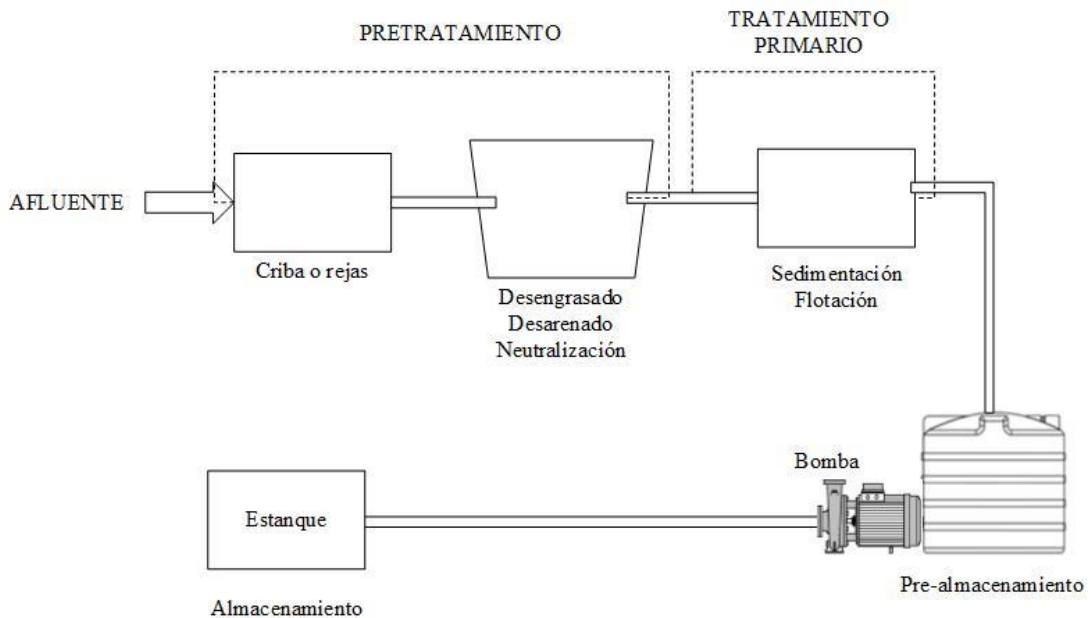 PRETRATAMIENTO
TRATAMIENTO
PRIMARIO
AFLUENTE
Criba o rejas
Desengrasado
Desarenado
Neutralización
Sedimentación
Flotación
Bomba
Estanque
Pre-almacenamiento
Almacenamiento